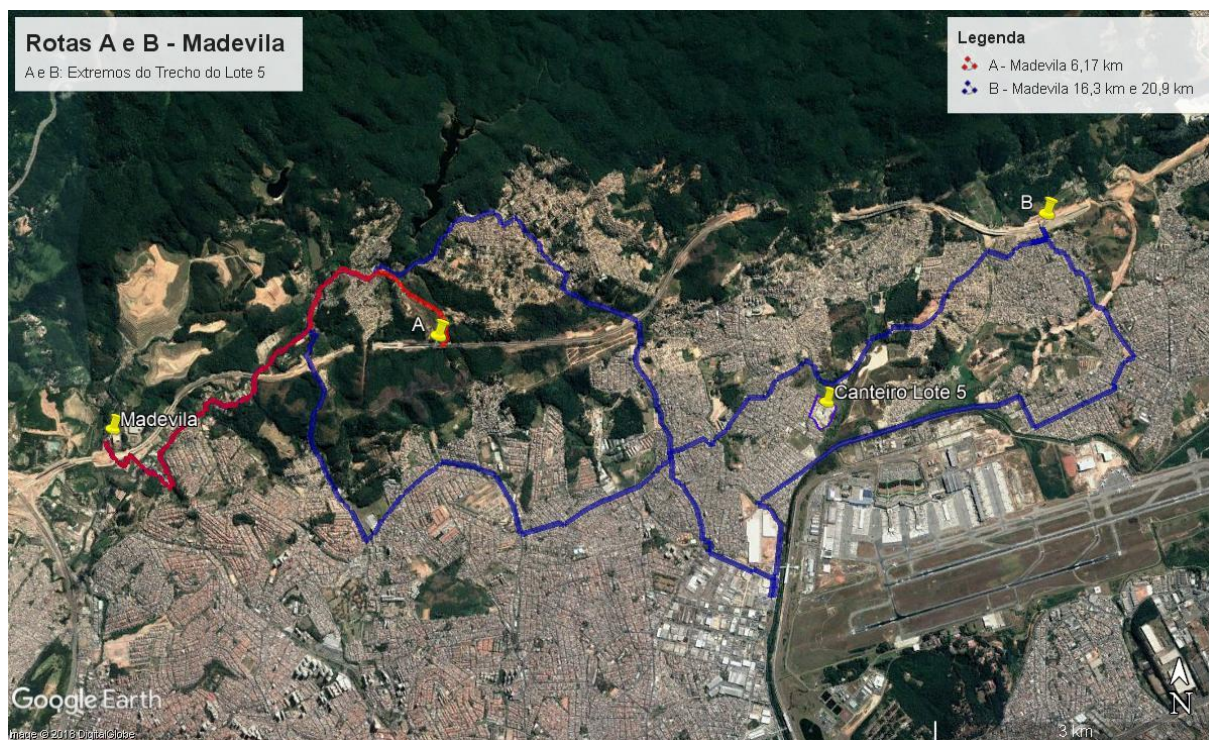 Rotas A e B - Madevila
A e B: Extremos do Trecho do Lote 5
Legenda
A - Madevila 6,17 km
B - Madevila 16,3 km e 20,9 km
B
A
Canteiro Lote 5
Madevila
Google Earth
N
Image © 2018 DigitalGlobe
3 km